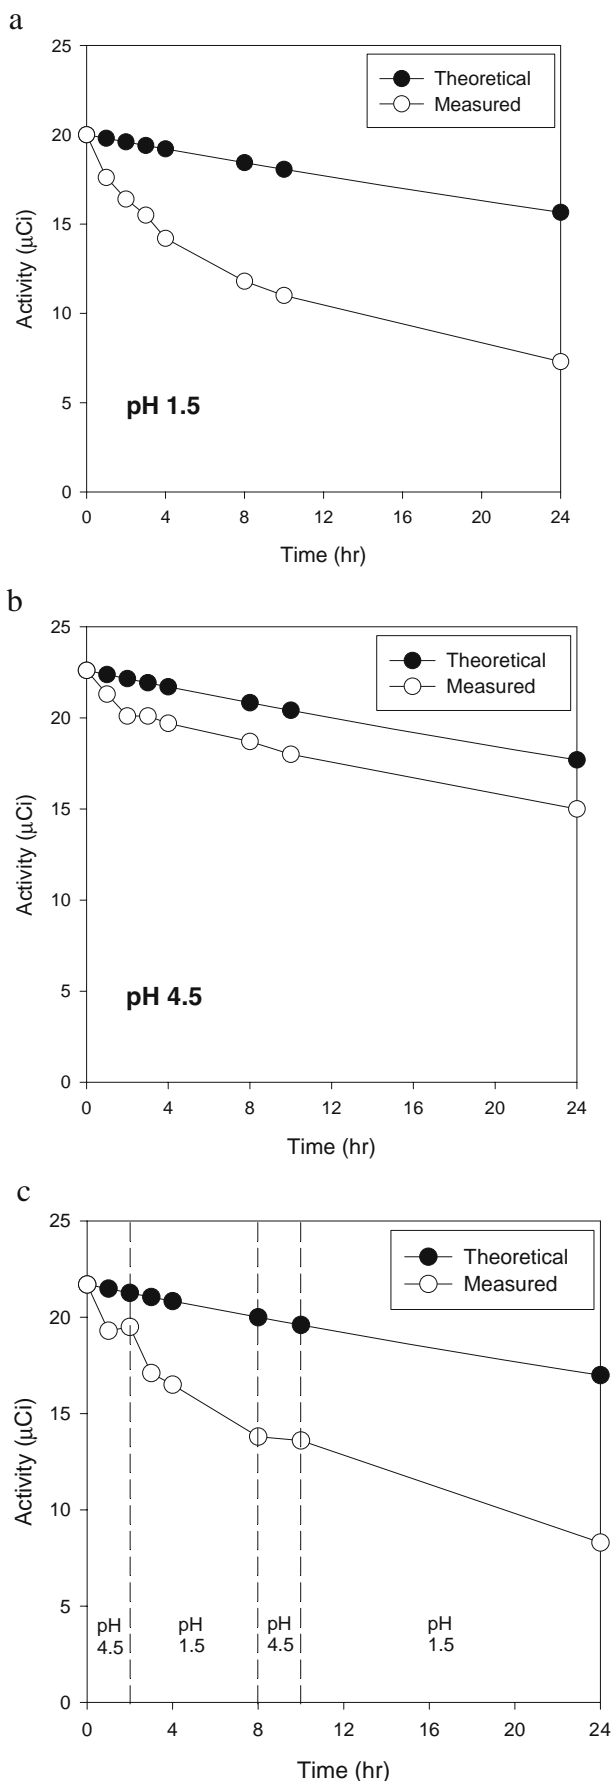 a
25
20
15
10
5
0
Activity (μCi)
Theoretical
Measured
pH 1.5
0 4 8 12 16 20 24
Time (hr)
b
25
20
15
10
5
0
Activity (μCi)
Theoretical
Measured
pH 4.5
0 4 8 12 16 20 24
Time (hr)
c
25
20
15
10
5
0
Activity (μCi)
Theoretical
Measured
pH
4.5
pH
1.5
pH
4.5
pH
1.5
0 4 8 12 16 20 24
Time (hr)